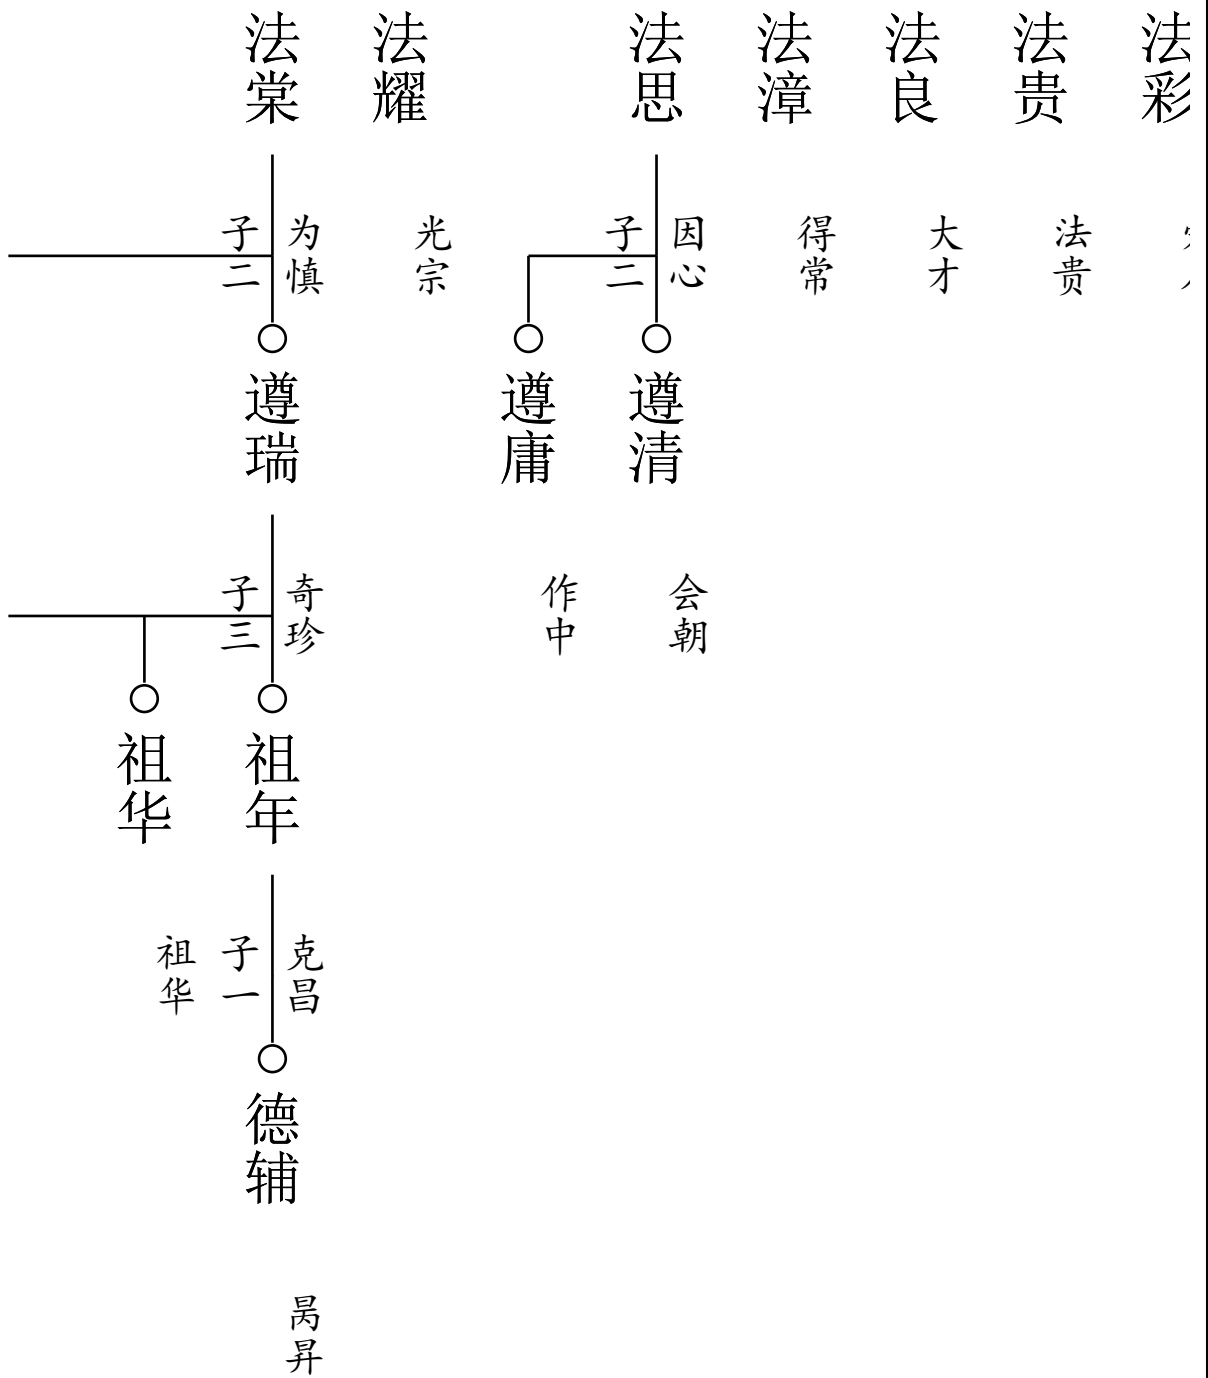 法彩
法贵
法良
法漳
法思
法耀
法棠
法贵
大才
得常
因心
子二
光宗
为慎
子二
遵清
遵庸
遵瑞
会朝
作中
奇珍
子三
祖年
祖华
克昌
子一
祖华
德辅
昺昇